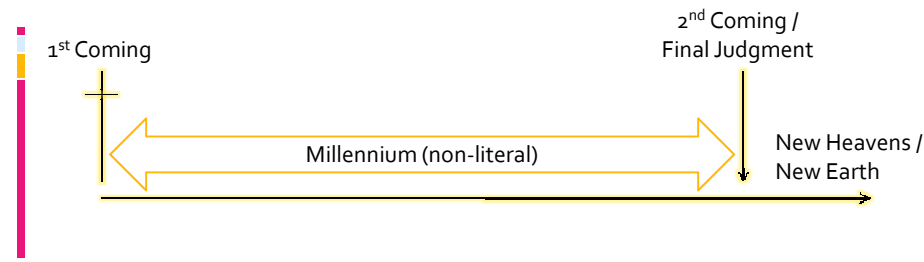 1st Coming
2nd Coming /
Final Judgment
Millennium (non-literal)
New Heavens /
New Earth